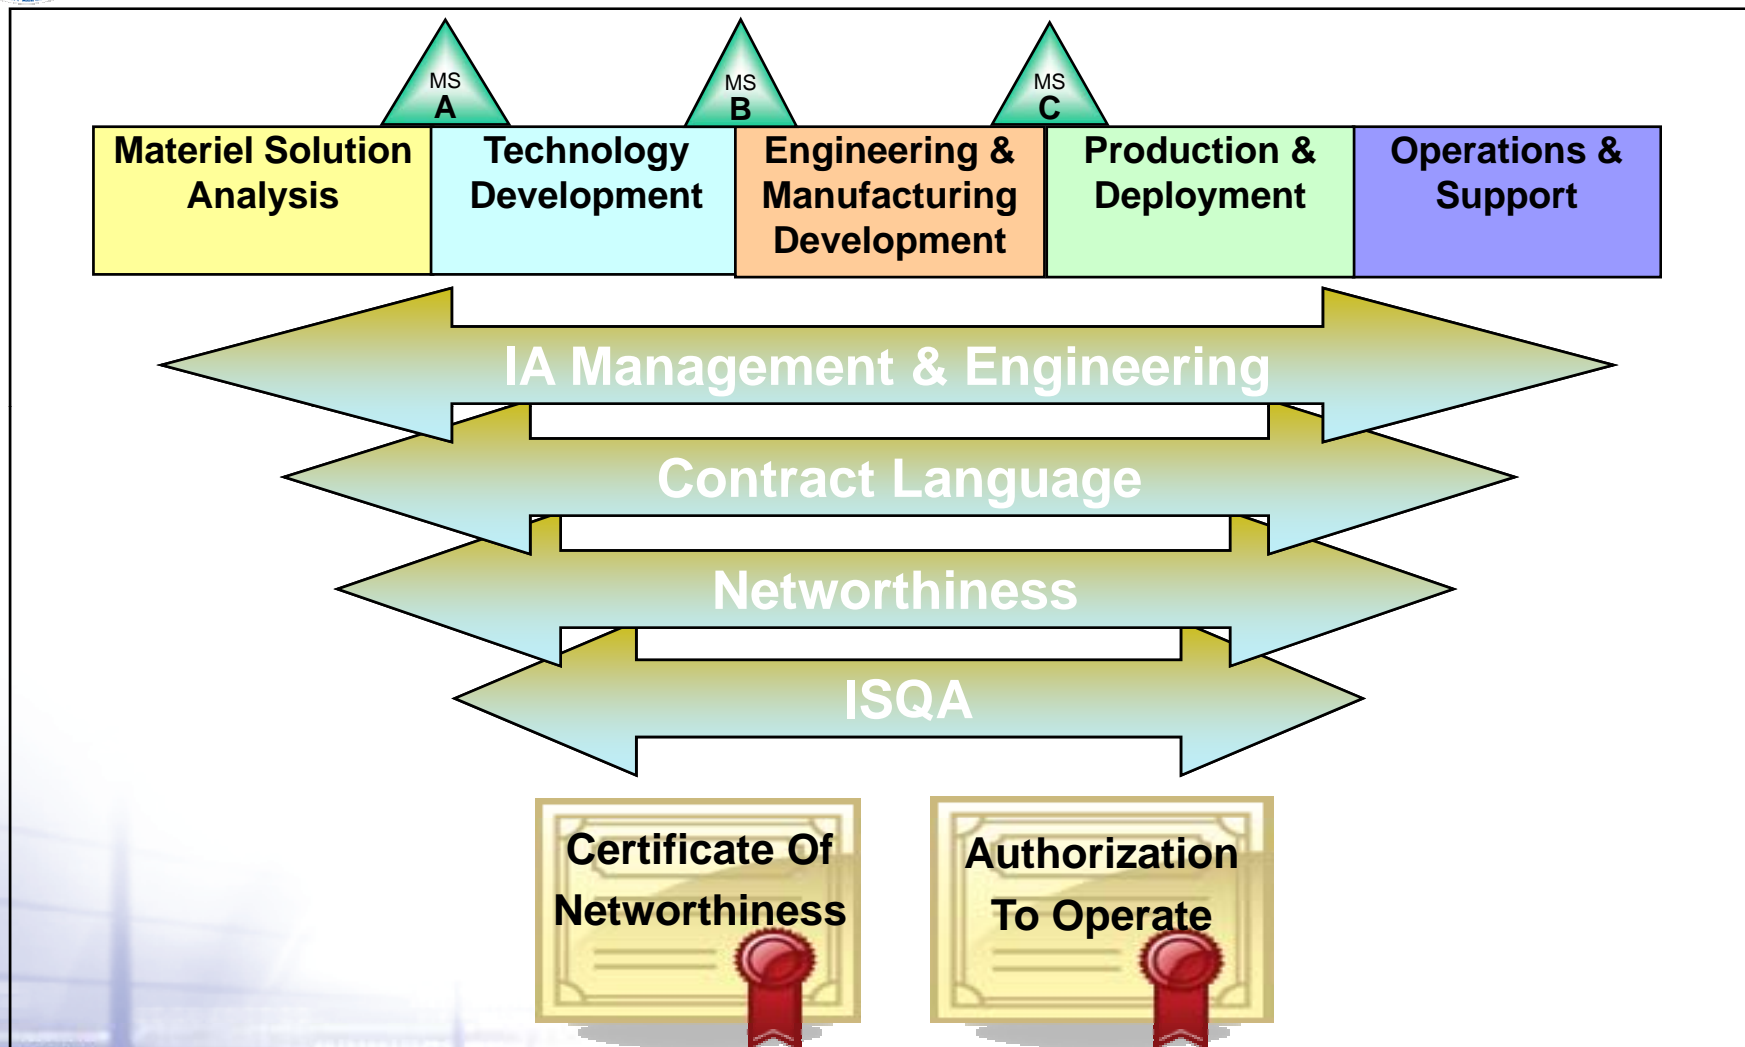 MS
A
MS
B
MS
C
Materiel Solution
Analysis
Technology
Development
Engineering &
Manufacturing
Development
Production &
Deployment
Operations &
Support
IA Management & Engineering
Contract Language
Networthiness
ISQA
Certificate Of
Networthiness
Authorization
To Operate